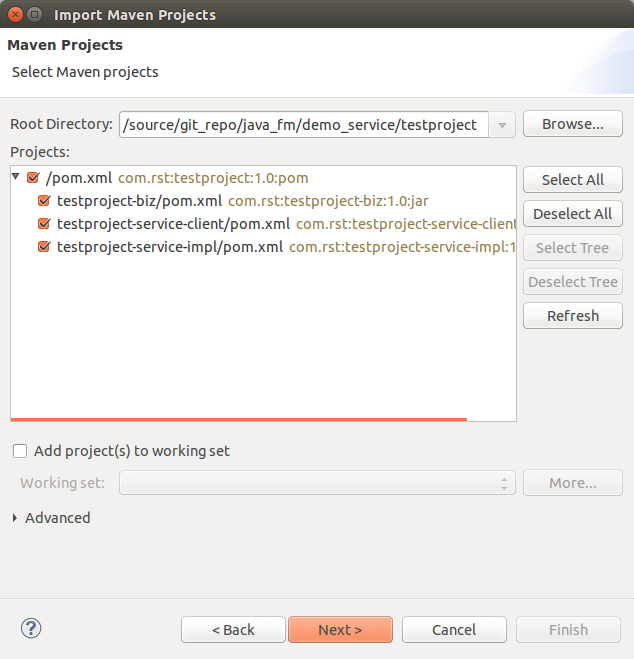 Import Maven Projects
Maven Projects
Select Maven projects
Root Directory: /source/git_repo/java_fm/demo_service/testproject Browse...
Projects:
/pom.xml com.rst:testproject:1.0:pom
testproject-biz/pom.xml com.rst:testproject-biz:1.0:jar
testproject-service-client/pom.xml com.rst:testproject-service-client
testproject-service-impl/pom.xml com.rst:testproject-service-impl:1
Select All
Deselect All
Select Tree
Deselect Tree
Refresh
Add project(s) to working set
Working set: More...
Advanced
? < Back Next > Cancel Finish